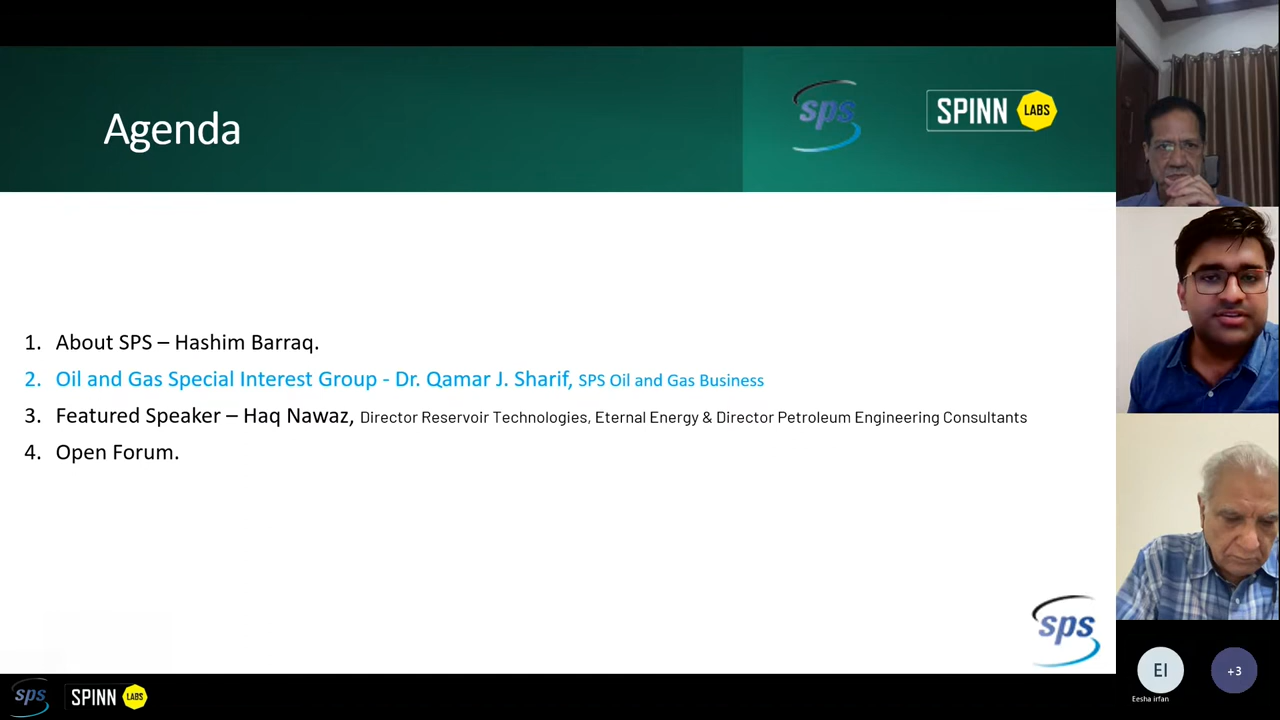 Agenda
sps
SPINN LABS
1. About SPS – Hashim Barraq.
2. Oil and Gas Special Interest Group - Dr. Qamar J. Sharif, SPS Oil and Gas Business
3. Featured Speaker – Haq Nawaz, Director Reservoir Technologies, Eternal Energy & Director Petroleum Engineering Consultants
4. Open Forum.
sps
EI
+3
Eesha irfan
sps
SPINN LABS